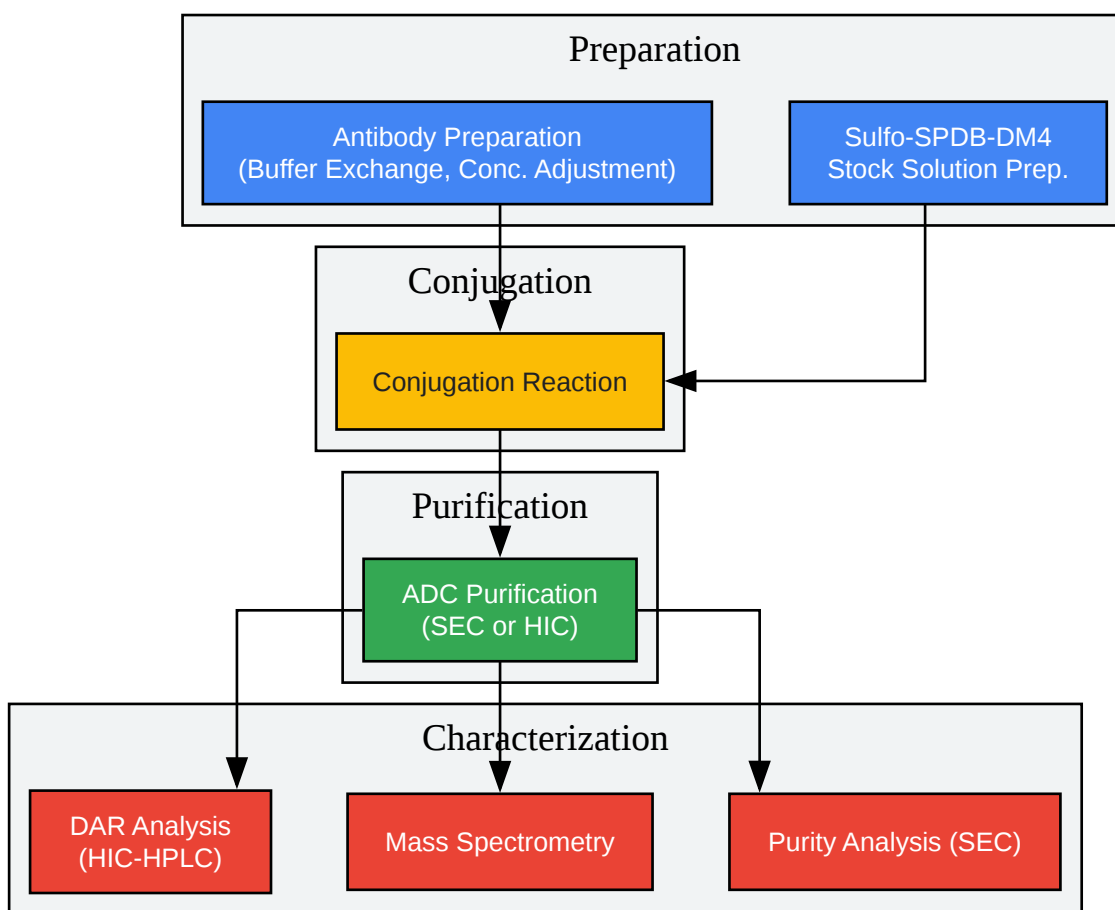 Preparation
Antibody Preparation
(Buffer Exchange, Conc. Adjustment)
Sulfo-SPDB-DM4
Stock Solution Prep.
Conjugation
Conjugation Reaction
Purification
ADC Purification
(SEC or HIC)
Characterization
DAR Analysis
(HIC-HPLC)
Mass Spectrometry
Purity Analysis (SEC)